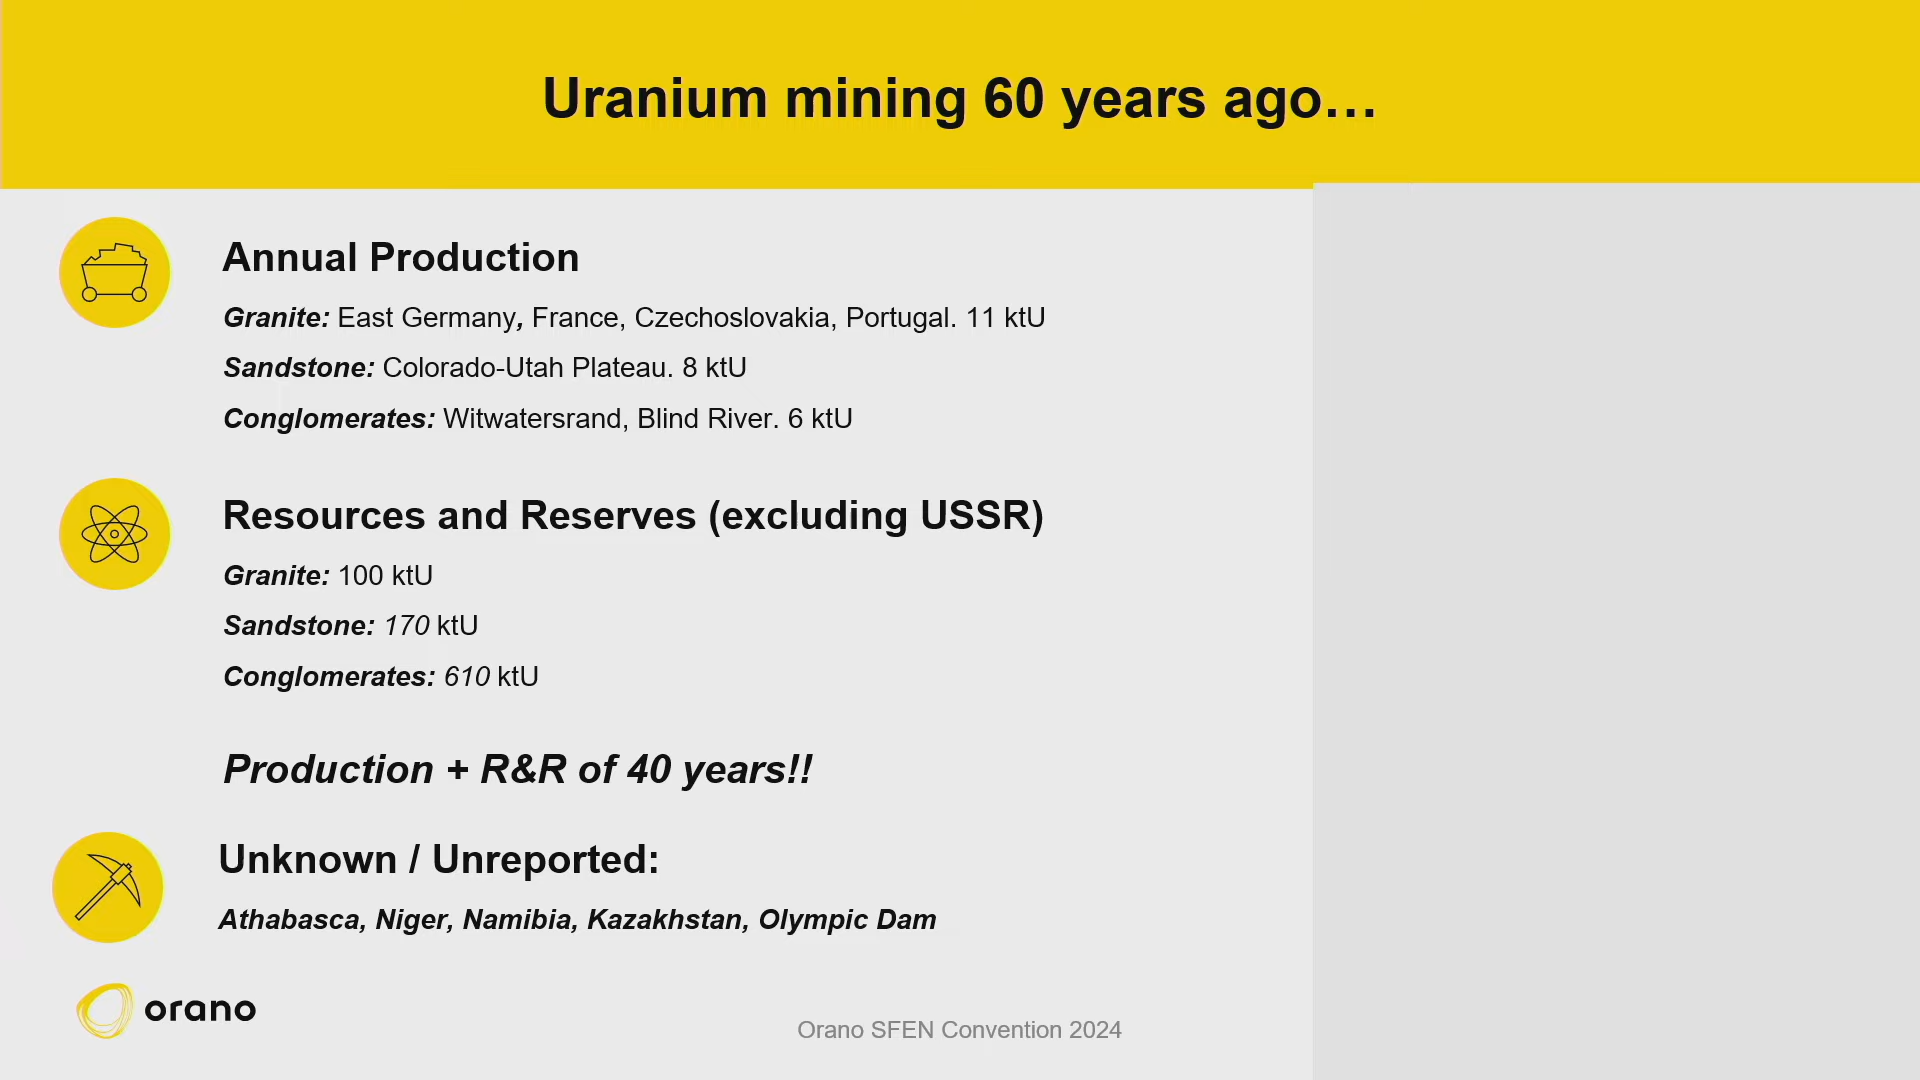 Uranium mining 60 years ago…
Annual Production
Granite: East Germany, France, Czechoslovakia, Portugal. 11 ktU
Sandstone: Colorado-Utah Plateau. 8 ktU
Conglomerates: Witwatersrand, Blind River. 6 ktU
Resources and Reserves (excluding USSR)
Granite: 100 ktU
Sandstone: 170 ktU
Conglomerates: 610 ktU
Production + R&R of 40 years!!
Unknown / Unreported:
Athabasca, Niger, Namibia, Kazakhstan, Olympic Dam
orano
Orano SFEN Convention 2024